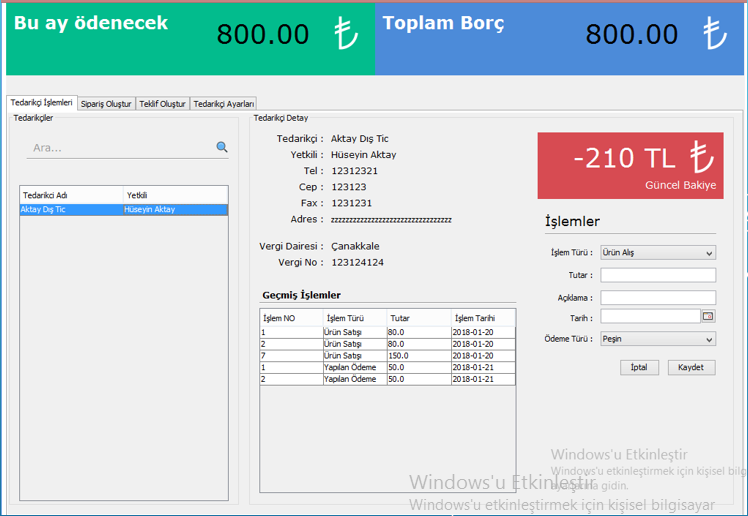 Bu ay ödenecek
800.00 ₺
Toplam Borç
800.00 ₺
Tedarikçi İşlemleri Sipariş Oluştur Teklif Oluştur Tedarikçi Ayarları
Tedarikçiler
Ara...
Tedarikci Adı Yetkili
Aktay Dış Tic Hüseyin Aktay
Tedarikçi Detay
Tedarikçi : Aktay Dış Tic
Yetkili : Hüseyin Aktay
Tel : 12312321
Cep : 123123
Fax : 1231231
Adres : zzzzzzzzzzzzzzzzzzzzzzzzzzzzzzzzz
Vergi Dairesi : Çanakkale
Vergi No : 123124124
Geçmiş İşlemler
İşlem NO İşlem Türü Tutar İşlem Tarihi
1 Ürün Satışı 80.0 2018-01-20
2 Ürün Satışı 80.0 2018-01-20
7 Ürün Satışı 150.0 2018-01-20
1 Yapılan Ödeme 50.0 2018-01-21
2 Yapılan Ödeme 50.0 2018-01-21
-210 TL ₺
Güncel Bakiye
İşlemler
İşlem Türü : Ürün Alış
Tutar :
Açıklama :
Tarih :
Ödeme Türü : Peşin
İptal Kaydet
Windows'u Etkinleştir
Windows'u etkinleştirmek için kişisel bilg
ayarlarına gidin.
Windows'u Etkinleştir
Windows'u etkinleştirmek için kişisel bilgisayar